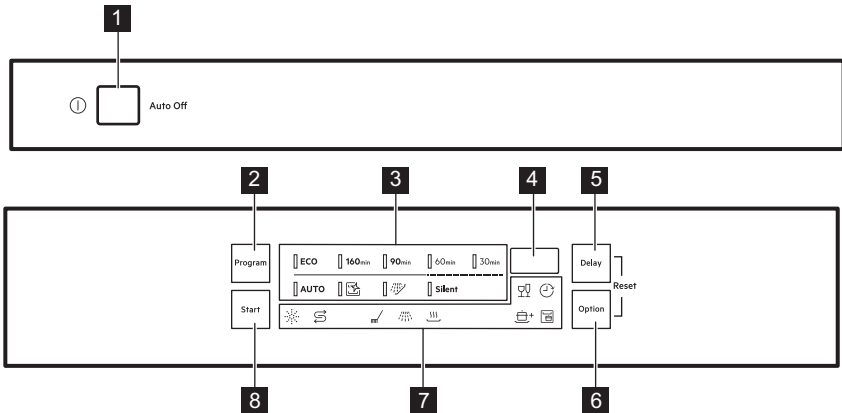 1
Auto Off
2
3
4
5
Program
ECO 160min 90min 60min 30min
Delay
Reset
AUTO Silent
Start
Option
8
7
6